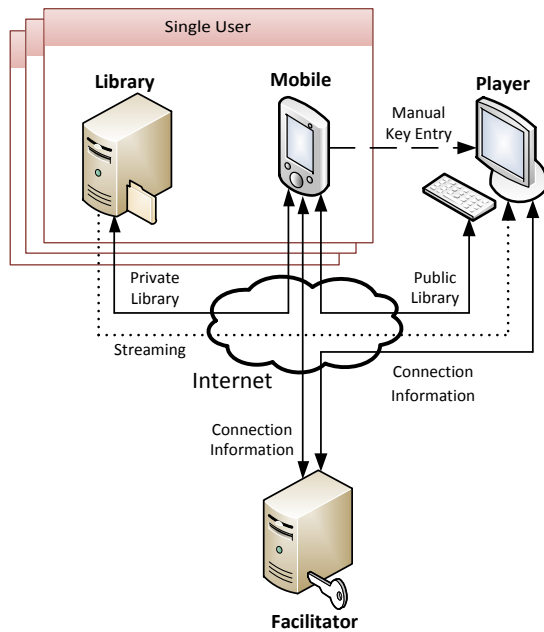 Single User
Library
Mobile
Player
Manual
Key Entry
Private
Library
Public
Library
Streaming
Internet
Connection
Information
Connection
Information
Facilitator